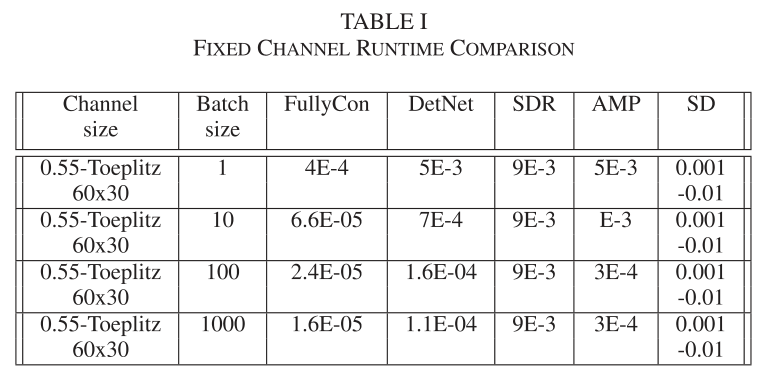 TABLE I
FIXED CHANNEL RUNTIME COMPARISON
Channel size Batch size FullyCon DetNet SDR AMP SD
0.55-Toeplitz 60x30 1 4E-4 5E-3 9E-3 5E-3 0.001 -0.01
0.55-Toeplitz 60x30 10 6.6E-05 7E-4 9E-3 E-3 0.001 -0.01
0.55-Toeplitz 60x30 100 2.4E-05 1.6E-04 9E-3 3E-4 0.001 -0.01
0.55-Toeplitz 60x30 1000 1.6E-05 1.1E-04 9E-3 3E-4 0.001 -0.01